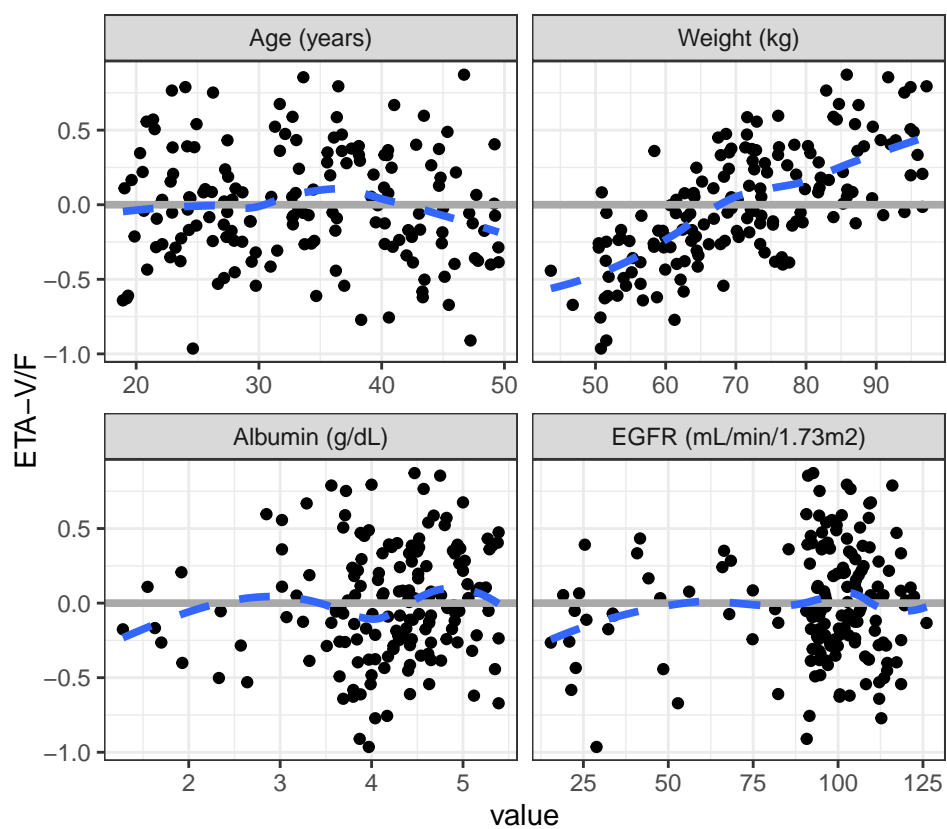 Age (years)
Weight (kg)
0.5
0.0
−0.5
−1.0
20 30 40 50
50 60 70 80 90
Albumin (g/dL)
EGFR (mL/min/1.73m2)
0.5
0.0
−0.5
−1.0
2 3 4 5
25 50 75 100 125
ETA−V/F
value